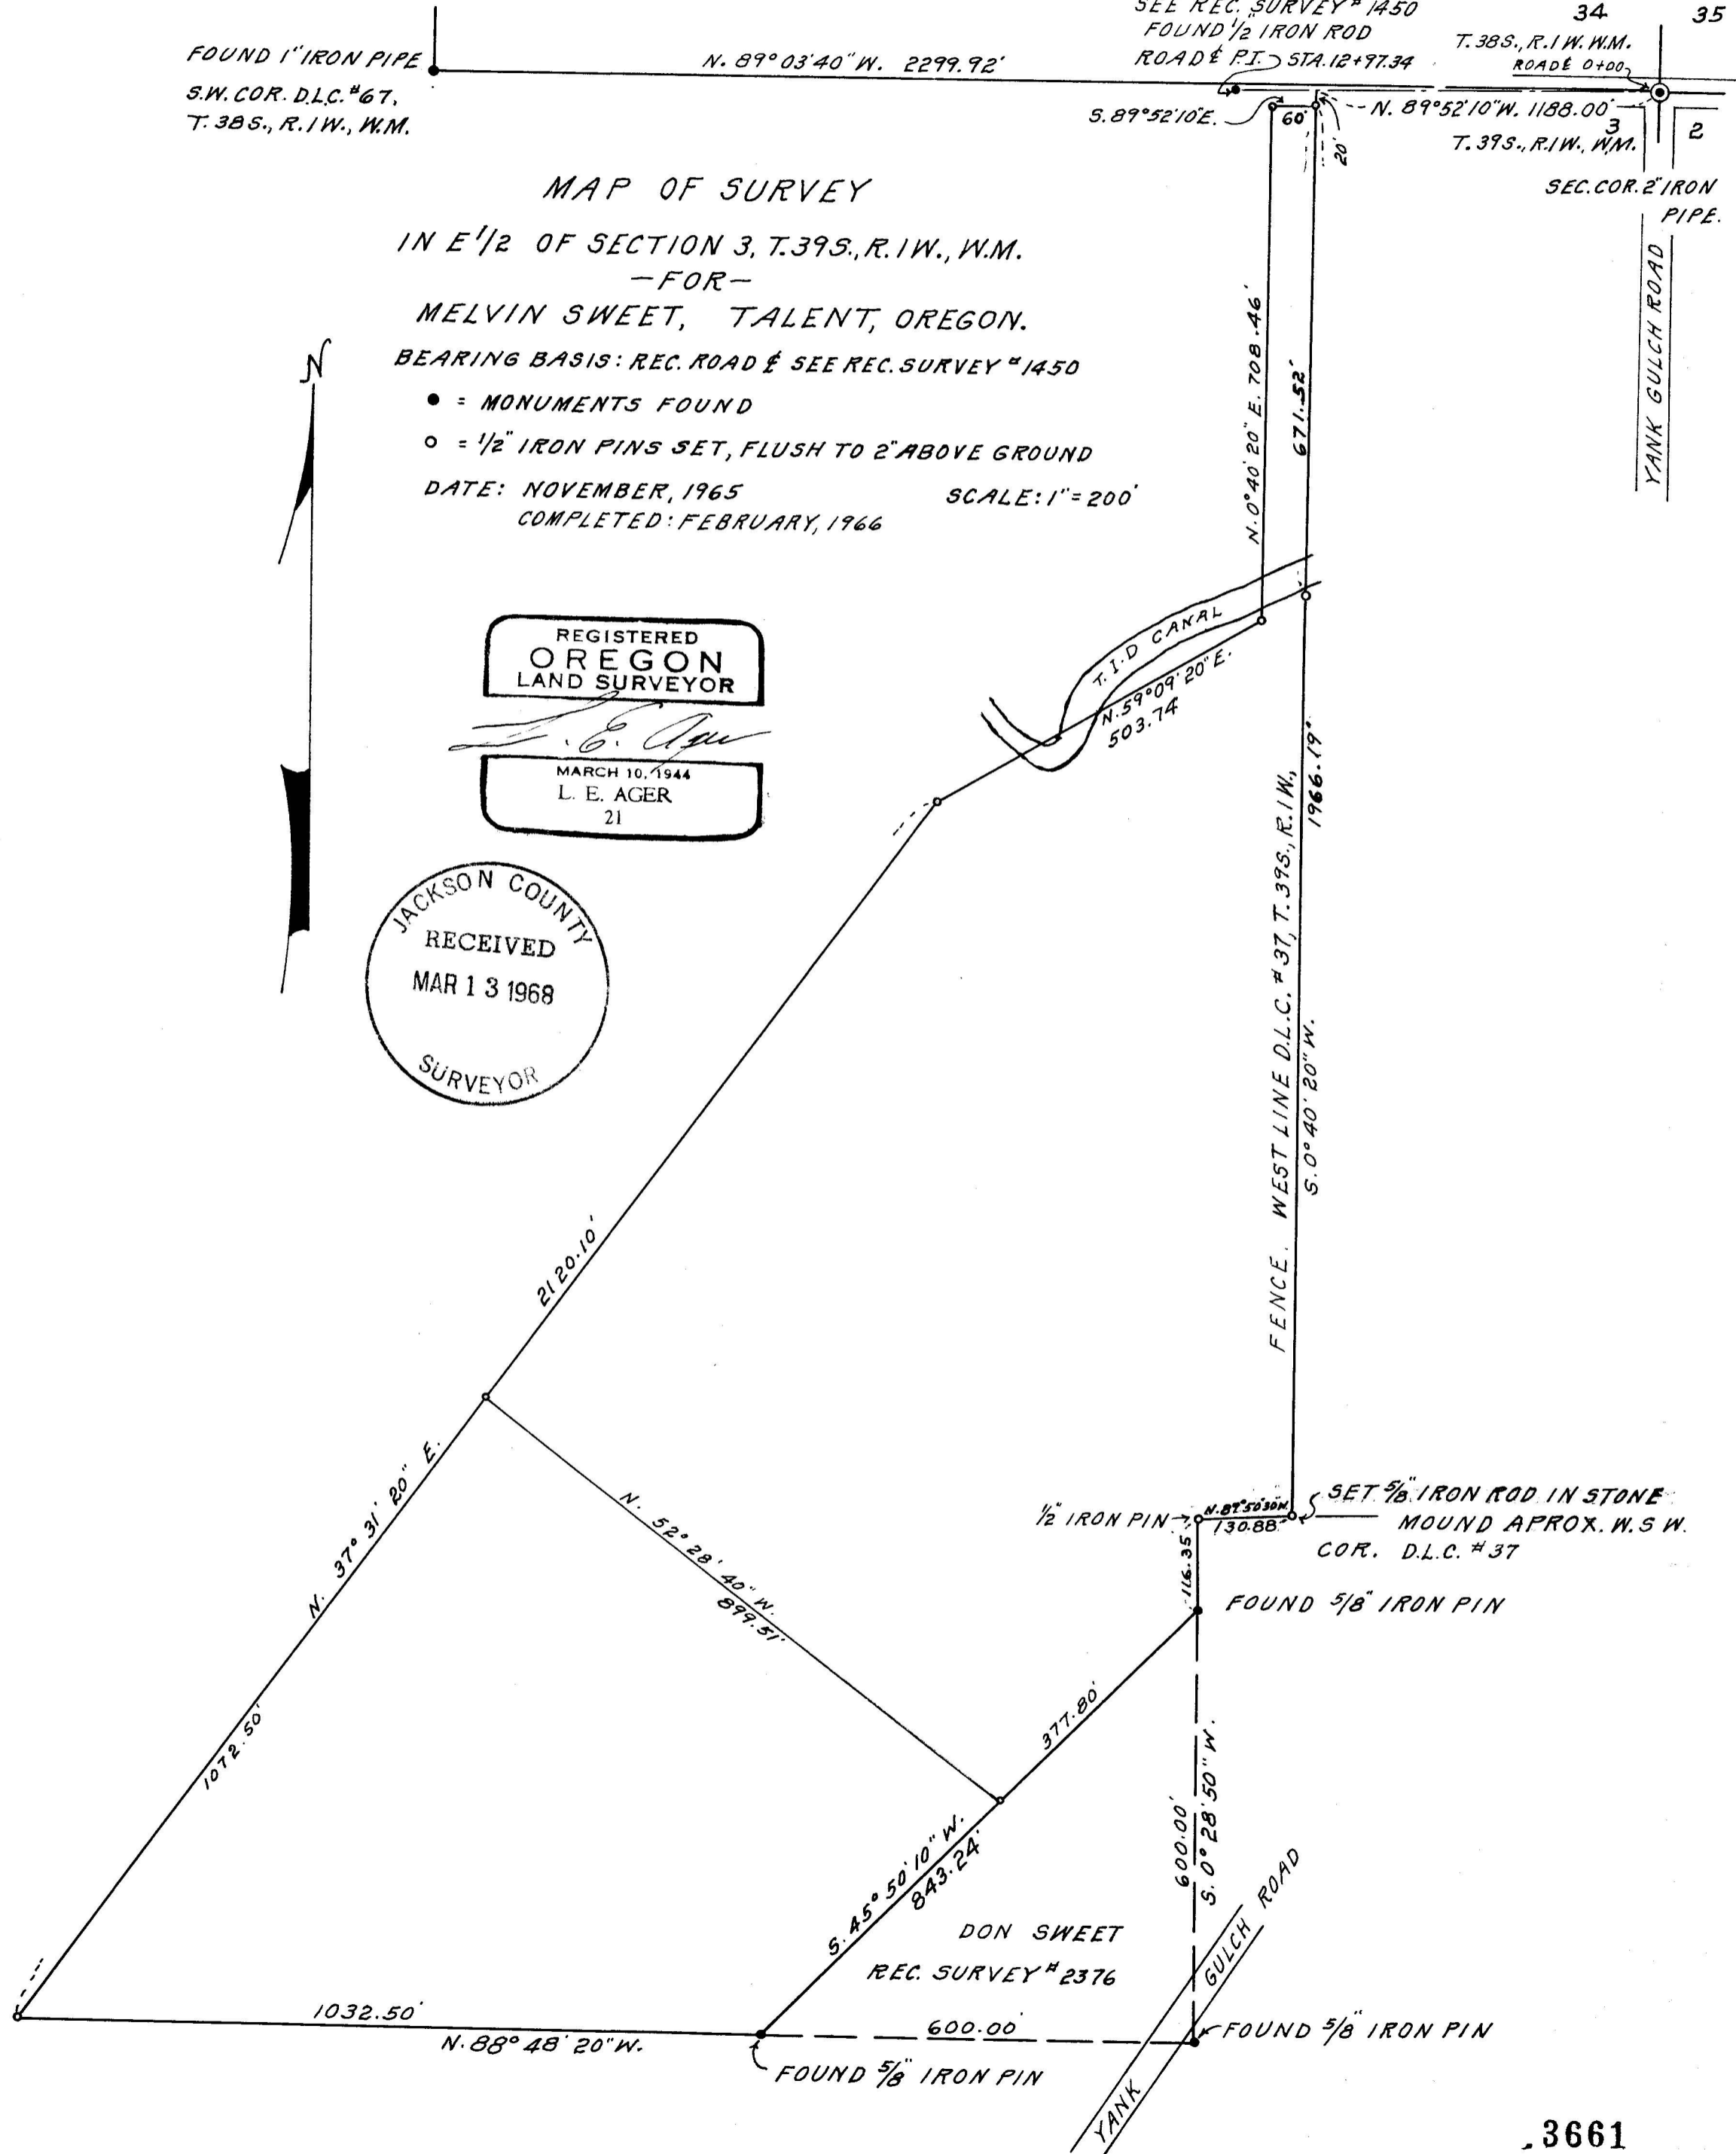 SEE REC. SURVEY #1450
FOUND 1/2" IRON ROD
ROAD ℄ P.I. STA. 12+97.34
34
35
T. 38 S., R. 1 W. W.M.
ROAD ℄ 0+00
FOUND 1" IRON PIPE
S.W. COR. D.L.C. #67,
T. 38 S., R. 1 W., W.M.
N. 89° 03' 40" W. 2299.92'
S. 89° 52' 10" E.
60'
20'
N. 89° 52' 10" W. 1188.00'
3
2
T. 39 S., R. 1 W., W.M.
SEC. COR. 2" IRON
PIPE.
YANK GULCH ROAD
MAP OF SURVEY
IN E 1/2 OF SECTION 3, T. 39 S., R. 1 W., W.M.
—FOR—
MELVIN SWEET, TALENT, OREGON.
BEARING BASIS: REC. ROAD ℄ SEE REC. SURVEY #1450
● = MONUMENTS FOUND
○ = 1/2" IRON PINS SET, FLUSH TO 2" ABOVE GROUND
DATE: NOVEMBER, 1965
SCALE: 1" = 200'
COMPLETED: FEBRUARY, 1966
N
N. 0° 40' 20" E. 708.46'
671.52'
REGISTERED
OREGON
LAND SURVEYOR
L. E. Ager
MARCH 10, 1944
L. E. AGER
21
T.I.D CANAL
N. 59° 09' 20" E.
503.74
JACKSON COUNTY
RECEIVED
MAR 13 1968
SURVEYOR
FENCE. WEST LINE D.L.C. #37, T. 39 S., R. 1 W.,
1966.19'
S. 0° 40' 20" W.
2120.10'
N. 37° 31' 20" E.
1072.50'
N. 52° 28' 40" W.
899.51'
1/2" IRON PIN
N. 89° 50' 30" W.
130.88'
SET 5/8" IRON ROD IN STONE
MOUND APROX. W.S W.
COR. D.L.C. #37
116.35
FOUND 5/8" IRON PIN
377.80'
S. 45° 50' 10" W.
843.24'
600.00'
S. 0° 28' 50" W.
DON SWEET
REC. SURVEY #2376
YANK GULCH ROAD
1032.50'
N. 88° 48' 20" W.
600.00'
FOUND 5/8" IRON PIN
FOUND 5/8" IRON PIN
3661